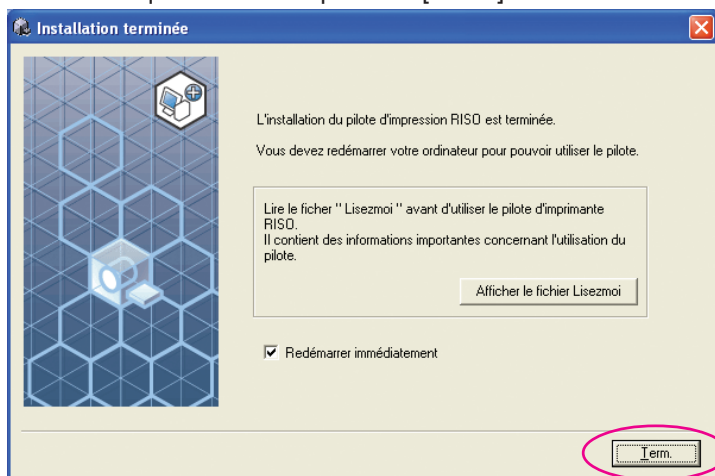 Installation terminée
L'installation du pilote d'impression RISO est terminée.
Vous devez redémarrer votre ordinateur pour pouvoir utiliser le pilote.
Lire le ficher " Lisezmoi " avant d'utiliser le pilote d'imprimante
RISO.
Il contient des informations importantes concernant l'utilisation du
pilote.
Afficher le fichier Lisezmoi
Redémarrer immédiatement
Term.